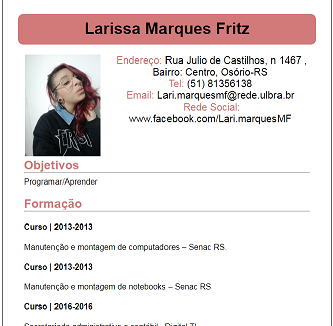 Larissa Marques Fritz
Endereço: Rua Julio de Castilhos, n 1467 ,
Bairro: Centro, Osório-RS
Tel: (51) 81356138
Email: Lari.marquesmf@rede.ulbra.br
Rede Social:
www.facebook.com/Lari.marquesMF
Objetivos
Programar/Aprender
Formação
Curso | 2013-2013
Manutenção e montagem de computadores – Senac RS.
Curso | 2013-2013
Manutenção e montagem de notebooks – Senac RS
Curso | 2016-2016